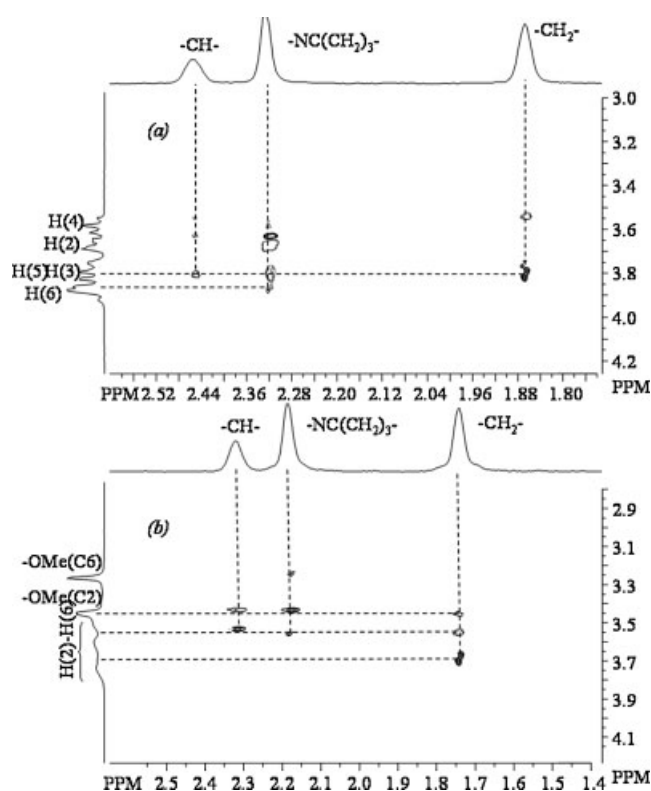 -CH-
-NC(CH₂)₃-
-CH₂-
(a)
3.0
3.2
3.4
3.6
3.8
4.0
4.2
H(4)
H(2)
H(5)H(3)
H(6)
PPM 2.52 2.44 2.36 2.28 2.20 2.12 2.04 1.96 1.88 1.80 PPM
-CH-
-NC(CH₂)₃-
-CH₂-
(b)
2.9
3.1
3.3
3.5
3.7
3.9
4.1
-OMe(C6)
-OMe(C2)
H(2)-H(6)
PPM 2.5 2.4 2.3 2.2 2.1 2.0 1.9 1.8 1.7 1.6 1.5 1.4 PPM